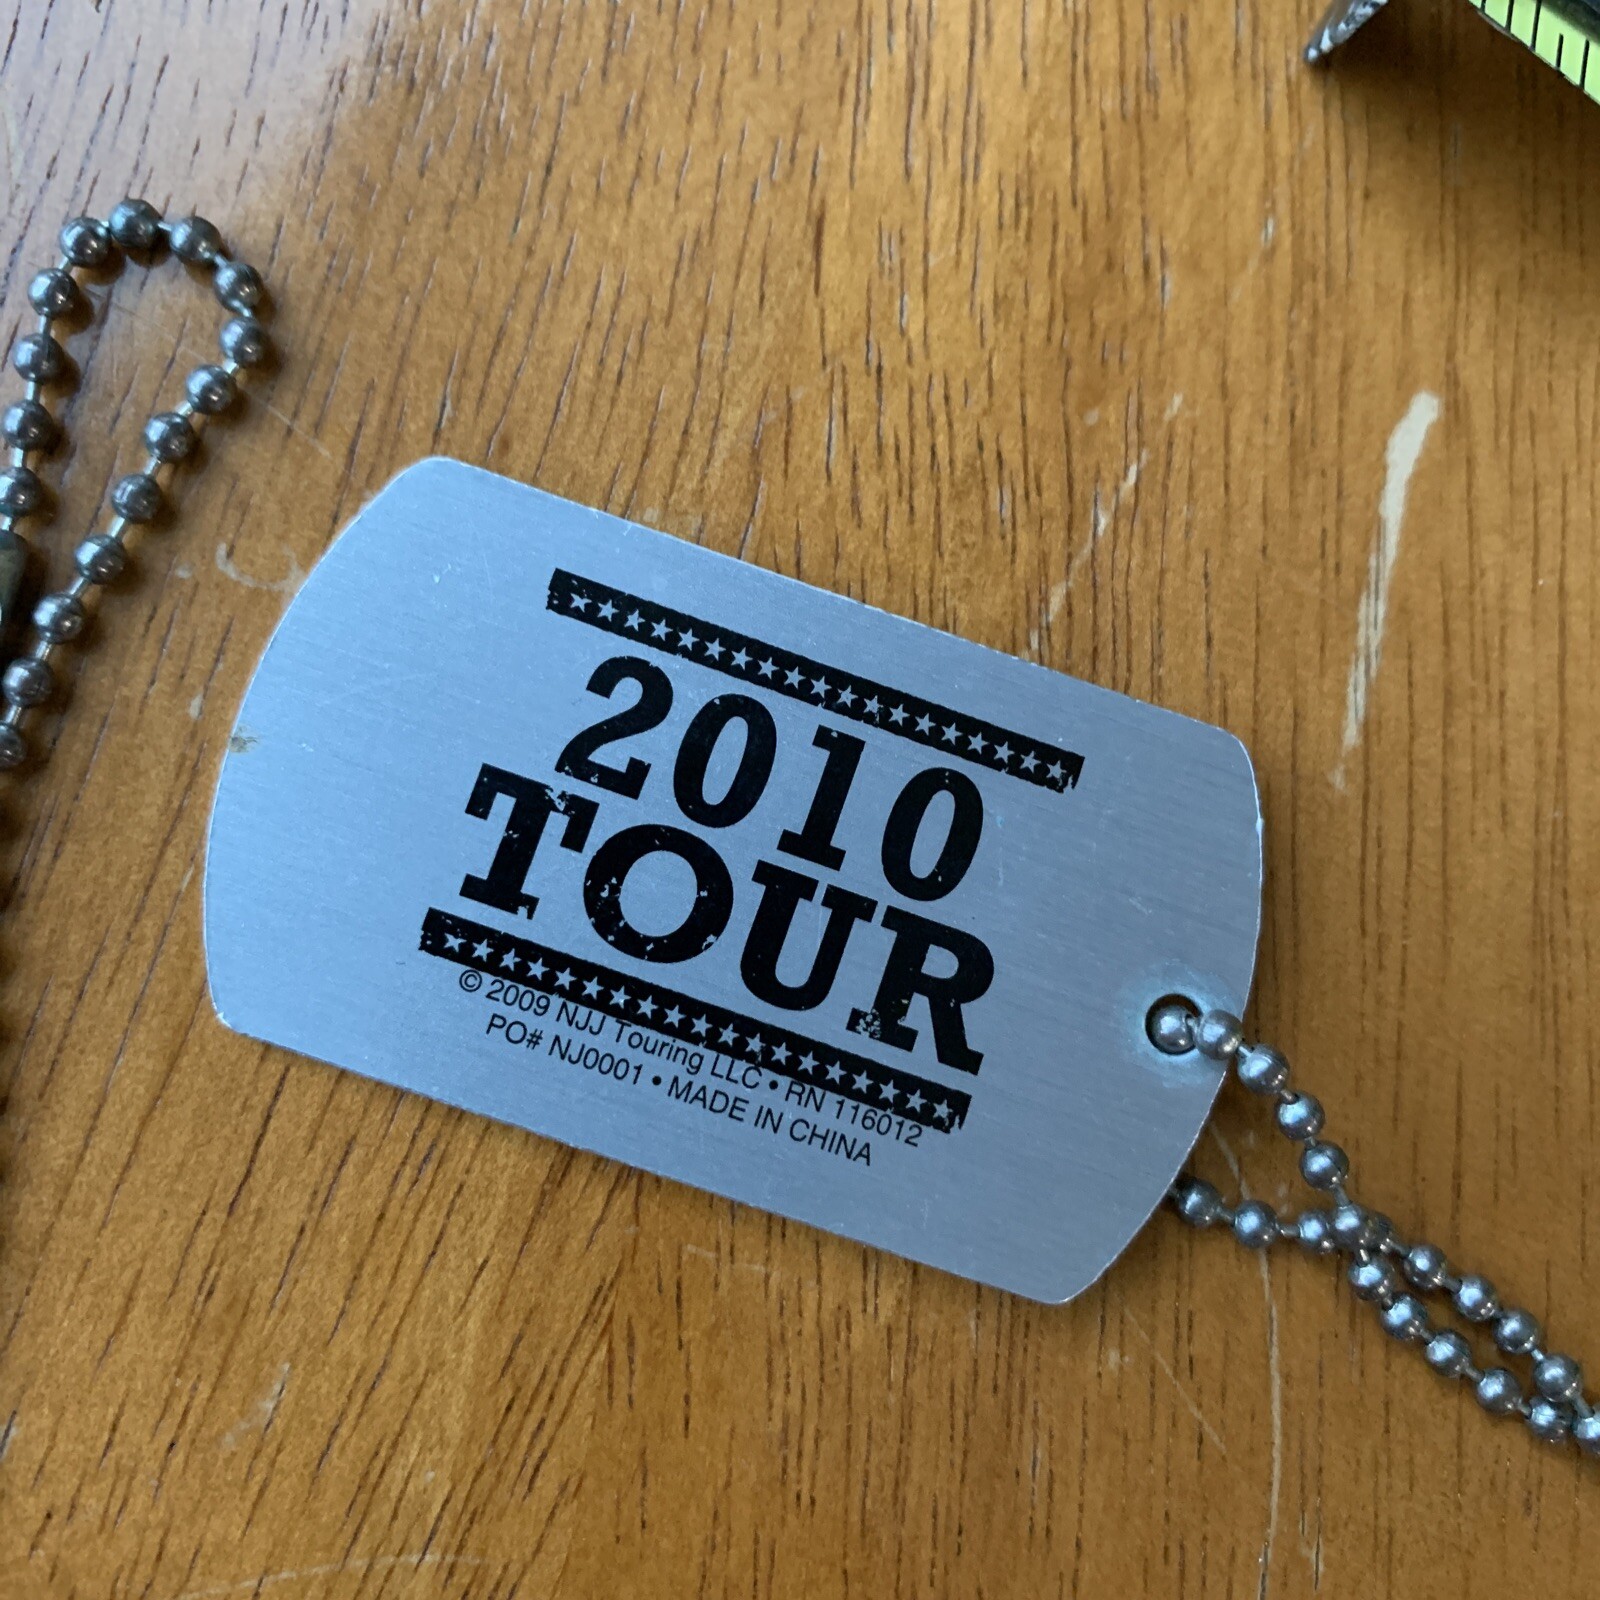 2010
TOUR
© 2009 NJJ Touring LLC • RN 116012
PO# NJ0001 • MADE IN CHINA